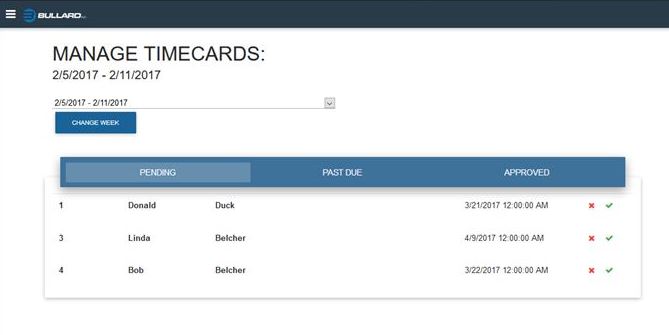 BULLARD
MANAGE TIMECARDS:
2/5/2017 - 2/11/2017
2/5/2017 - 2/11/2017
CHANGE WEEK
PENDING PAST DUE APPROVED
1 Donald Duck 3/21/2017 12:00:00 AM
3 Linda Belcher 4/9/2017 12:00:00 AM
4 Bob Belcher 3/22/2017 12:00:00 AM